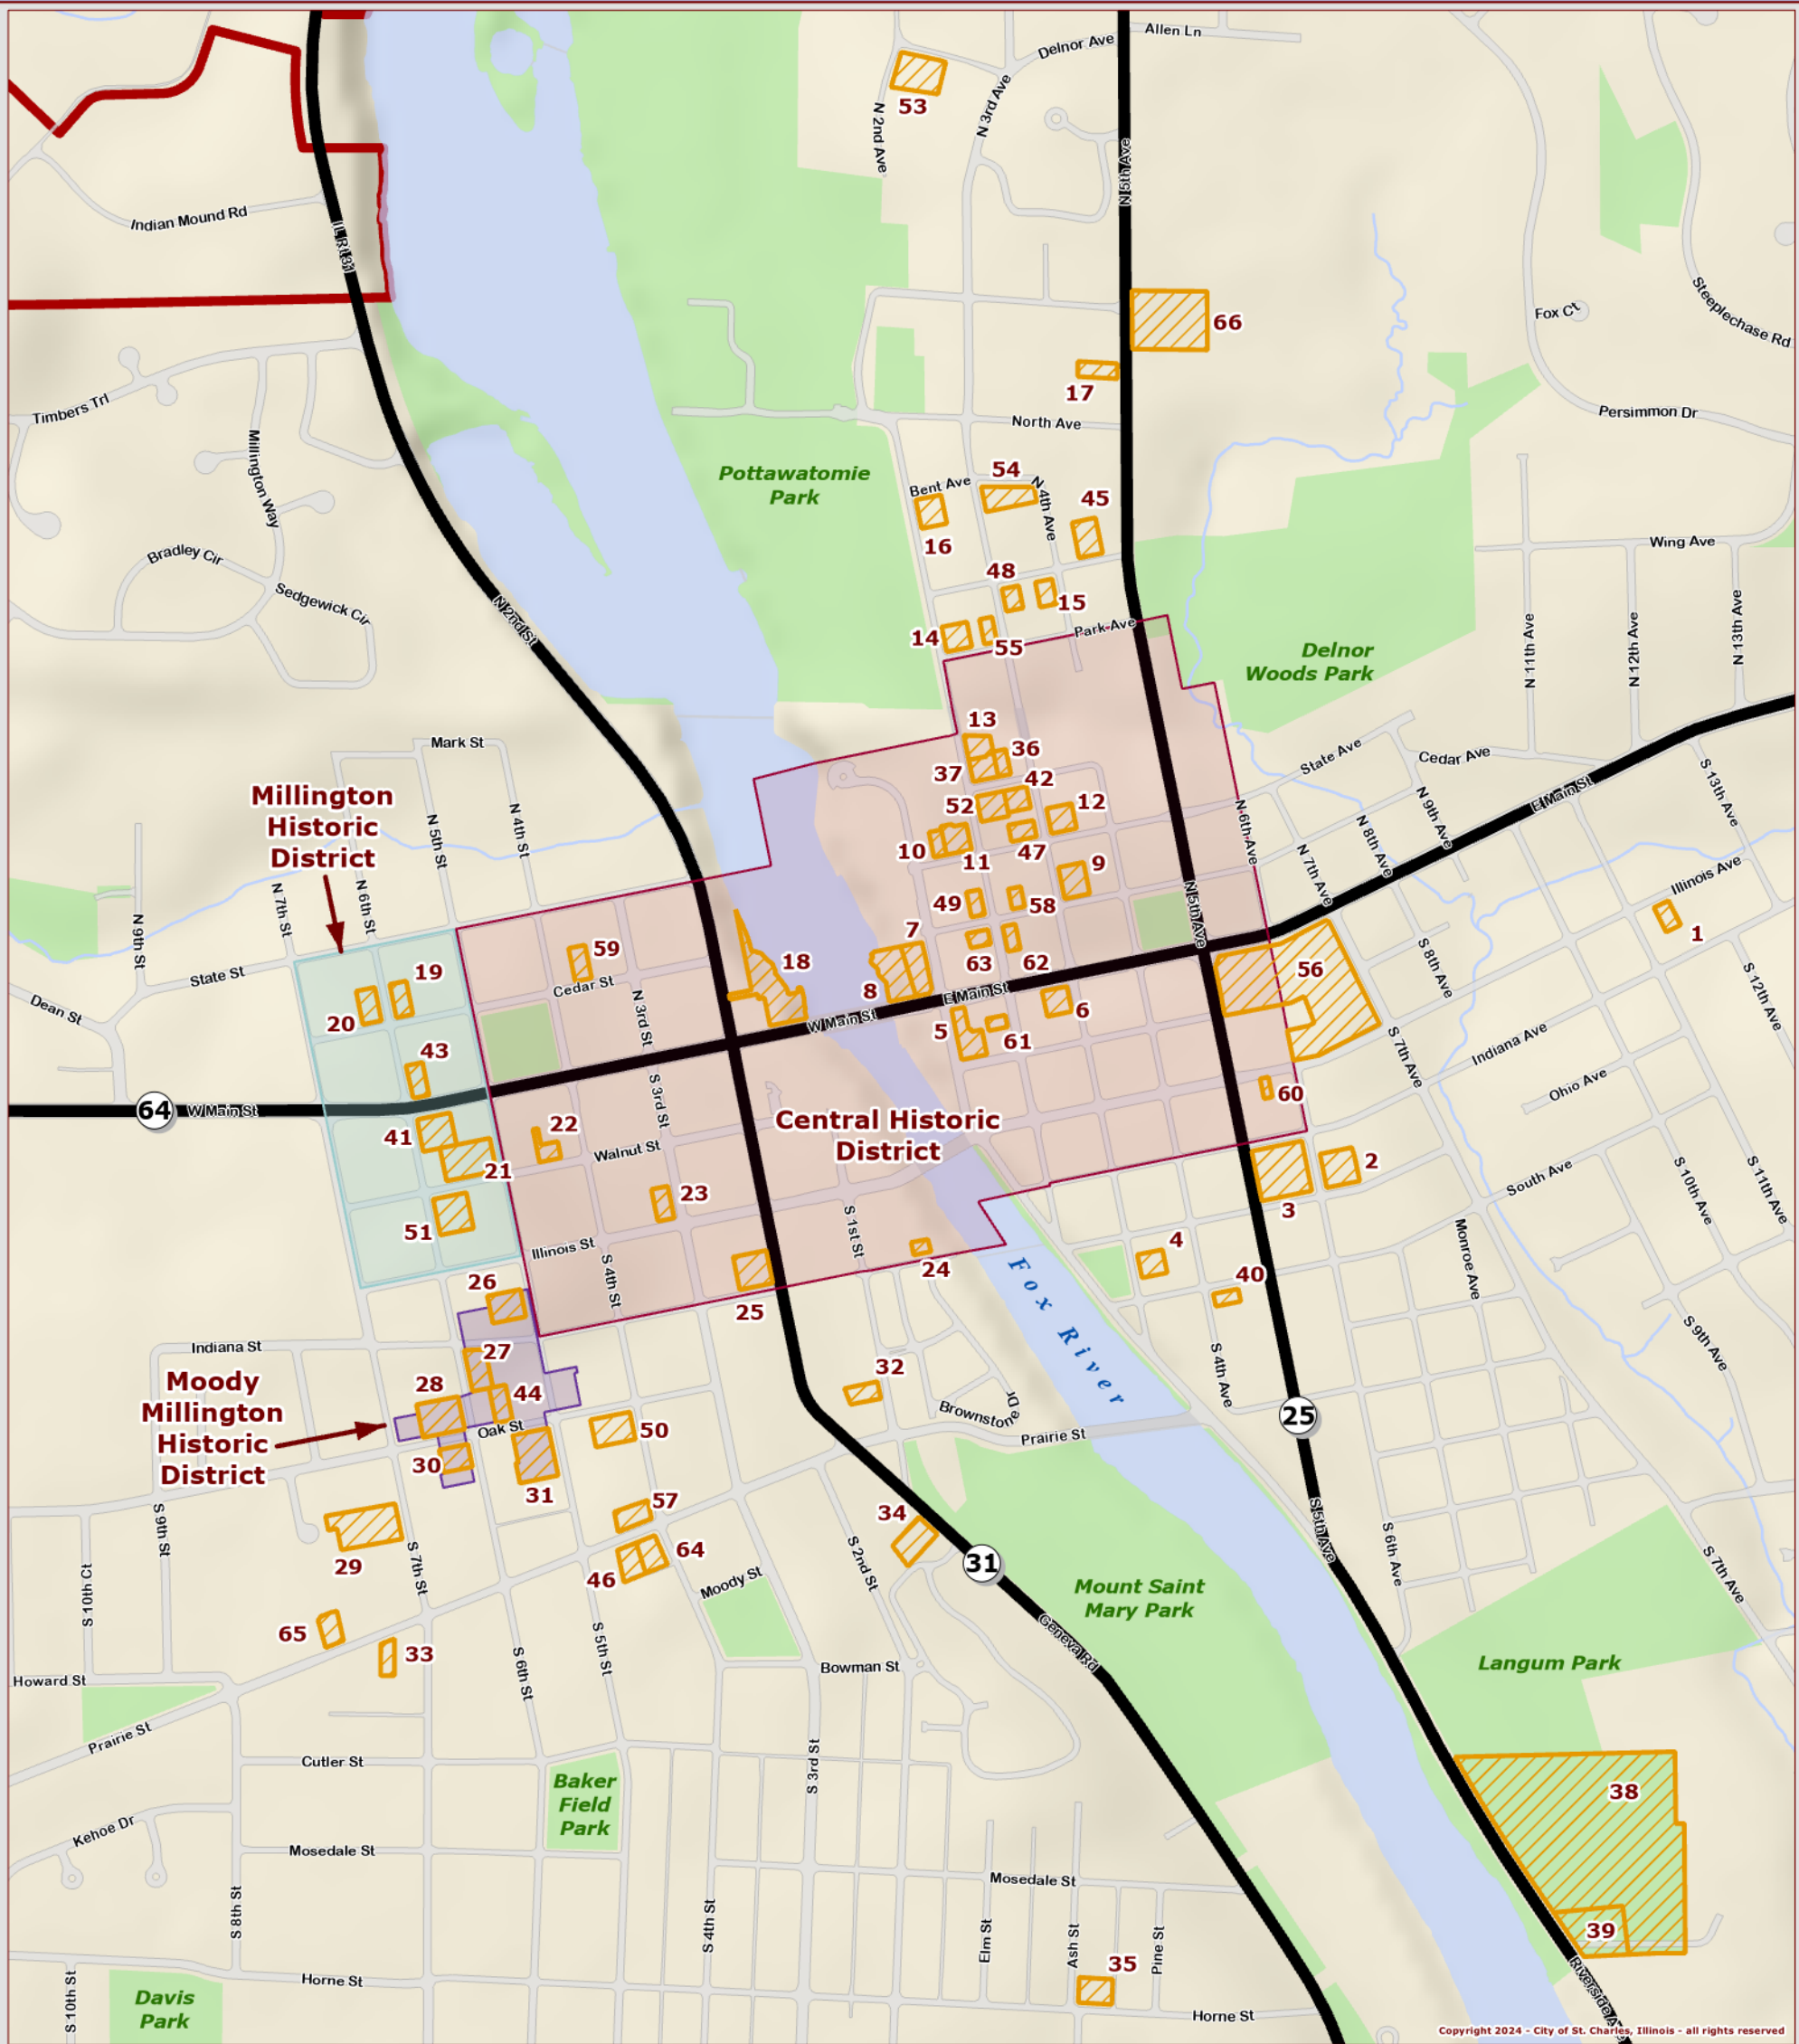 Allen Ln
Delnor Ave
53
N 2nd Ave
N 3rd Ave
N 5th Ave
Indian Mound Rd
IL Rt 31
Fox Ct
Steeplechase Rd
66
17
Timbers Trl
Persimmon Dr
North Ave
Millington Way
Pottawatomie
Park
54
Bent Ave
N 4th Ave
45
16
Wing Ave
Bradley Cir
48
Sedgewick Cir
15
N 2nd St
14
Park Ave
55
N 11th Ave
N 12th Ave
N 13th Ave
Delnor
Woods Park
13
Mark St
36
37
State Ave
Cedar Ave
42
S 13th Ave
Millington
Historic
District
52
12
E Main St
N 5th St
N 4th St
N 6th Ave
N 9th Ave
N 8th Ave
10
11
47
9
N 7th Ave
Illinois Ave
N 7th St
N 6th St
49
58
N 5th Ave
1
N 9th St
7
59
63
62
18
56
S 8th Ave
State St
19
Cedar St
8
E Main St
S 12th Ave
Dean St
20
N 3rd St
W Main St
6
5
61
Indiana Ave
43
S 7th Ave
Ohio Ave
60
64
W Main St
S 3rd St
Central Historic
District
22
41
Walnut St
21
2
South Ave
S 10th Ave
S 11th Ave
23
3
51
S 1st St
Illinois St
4
Monroe Ave
24
26
S 4th St
40
Fox River
25
Indiana St
27
S 9th Ave
Moody
Millington
Historic
District
28
44
32
S 4th Ave
Brownstone Dr
25
Oak St
50
Prairie St
30
31
57
34
S 9th St
S 5th Ave
29
64
31
S 2nd St
S 6th Ave
S 7th Ave
S 7th St
46
Moody St
Mount Saint
Mary Park
S 10th Ct
65
33
S 5th St
Geneva Rd
S 6th St
Bowman St
Langum Park
Howard St
Prairie St
Cutler St
S 3rd St
Baker
Field
Park
38
Kehoe Dr
Mosedale St
Mosedale St
S 8th St
S 4th St
Elm St
Ash St
Pine St
39
35
Horne St
Davis
Park
S 10th St
Horne St
Riverside Ave
Copyright 2024 - City of St. Charles, Illinois - all rights reserved